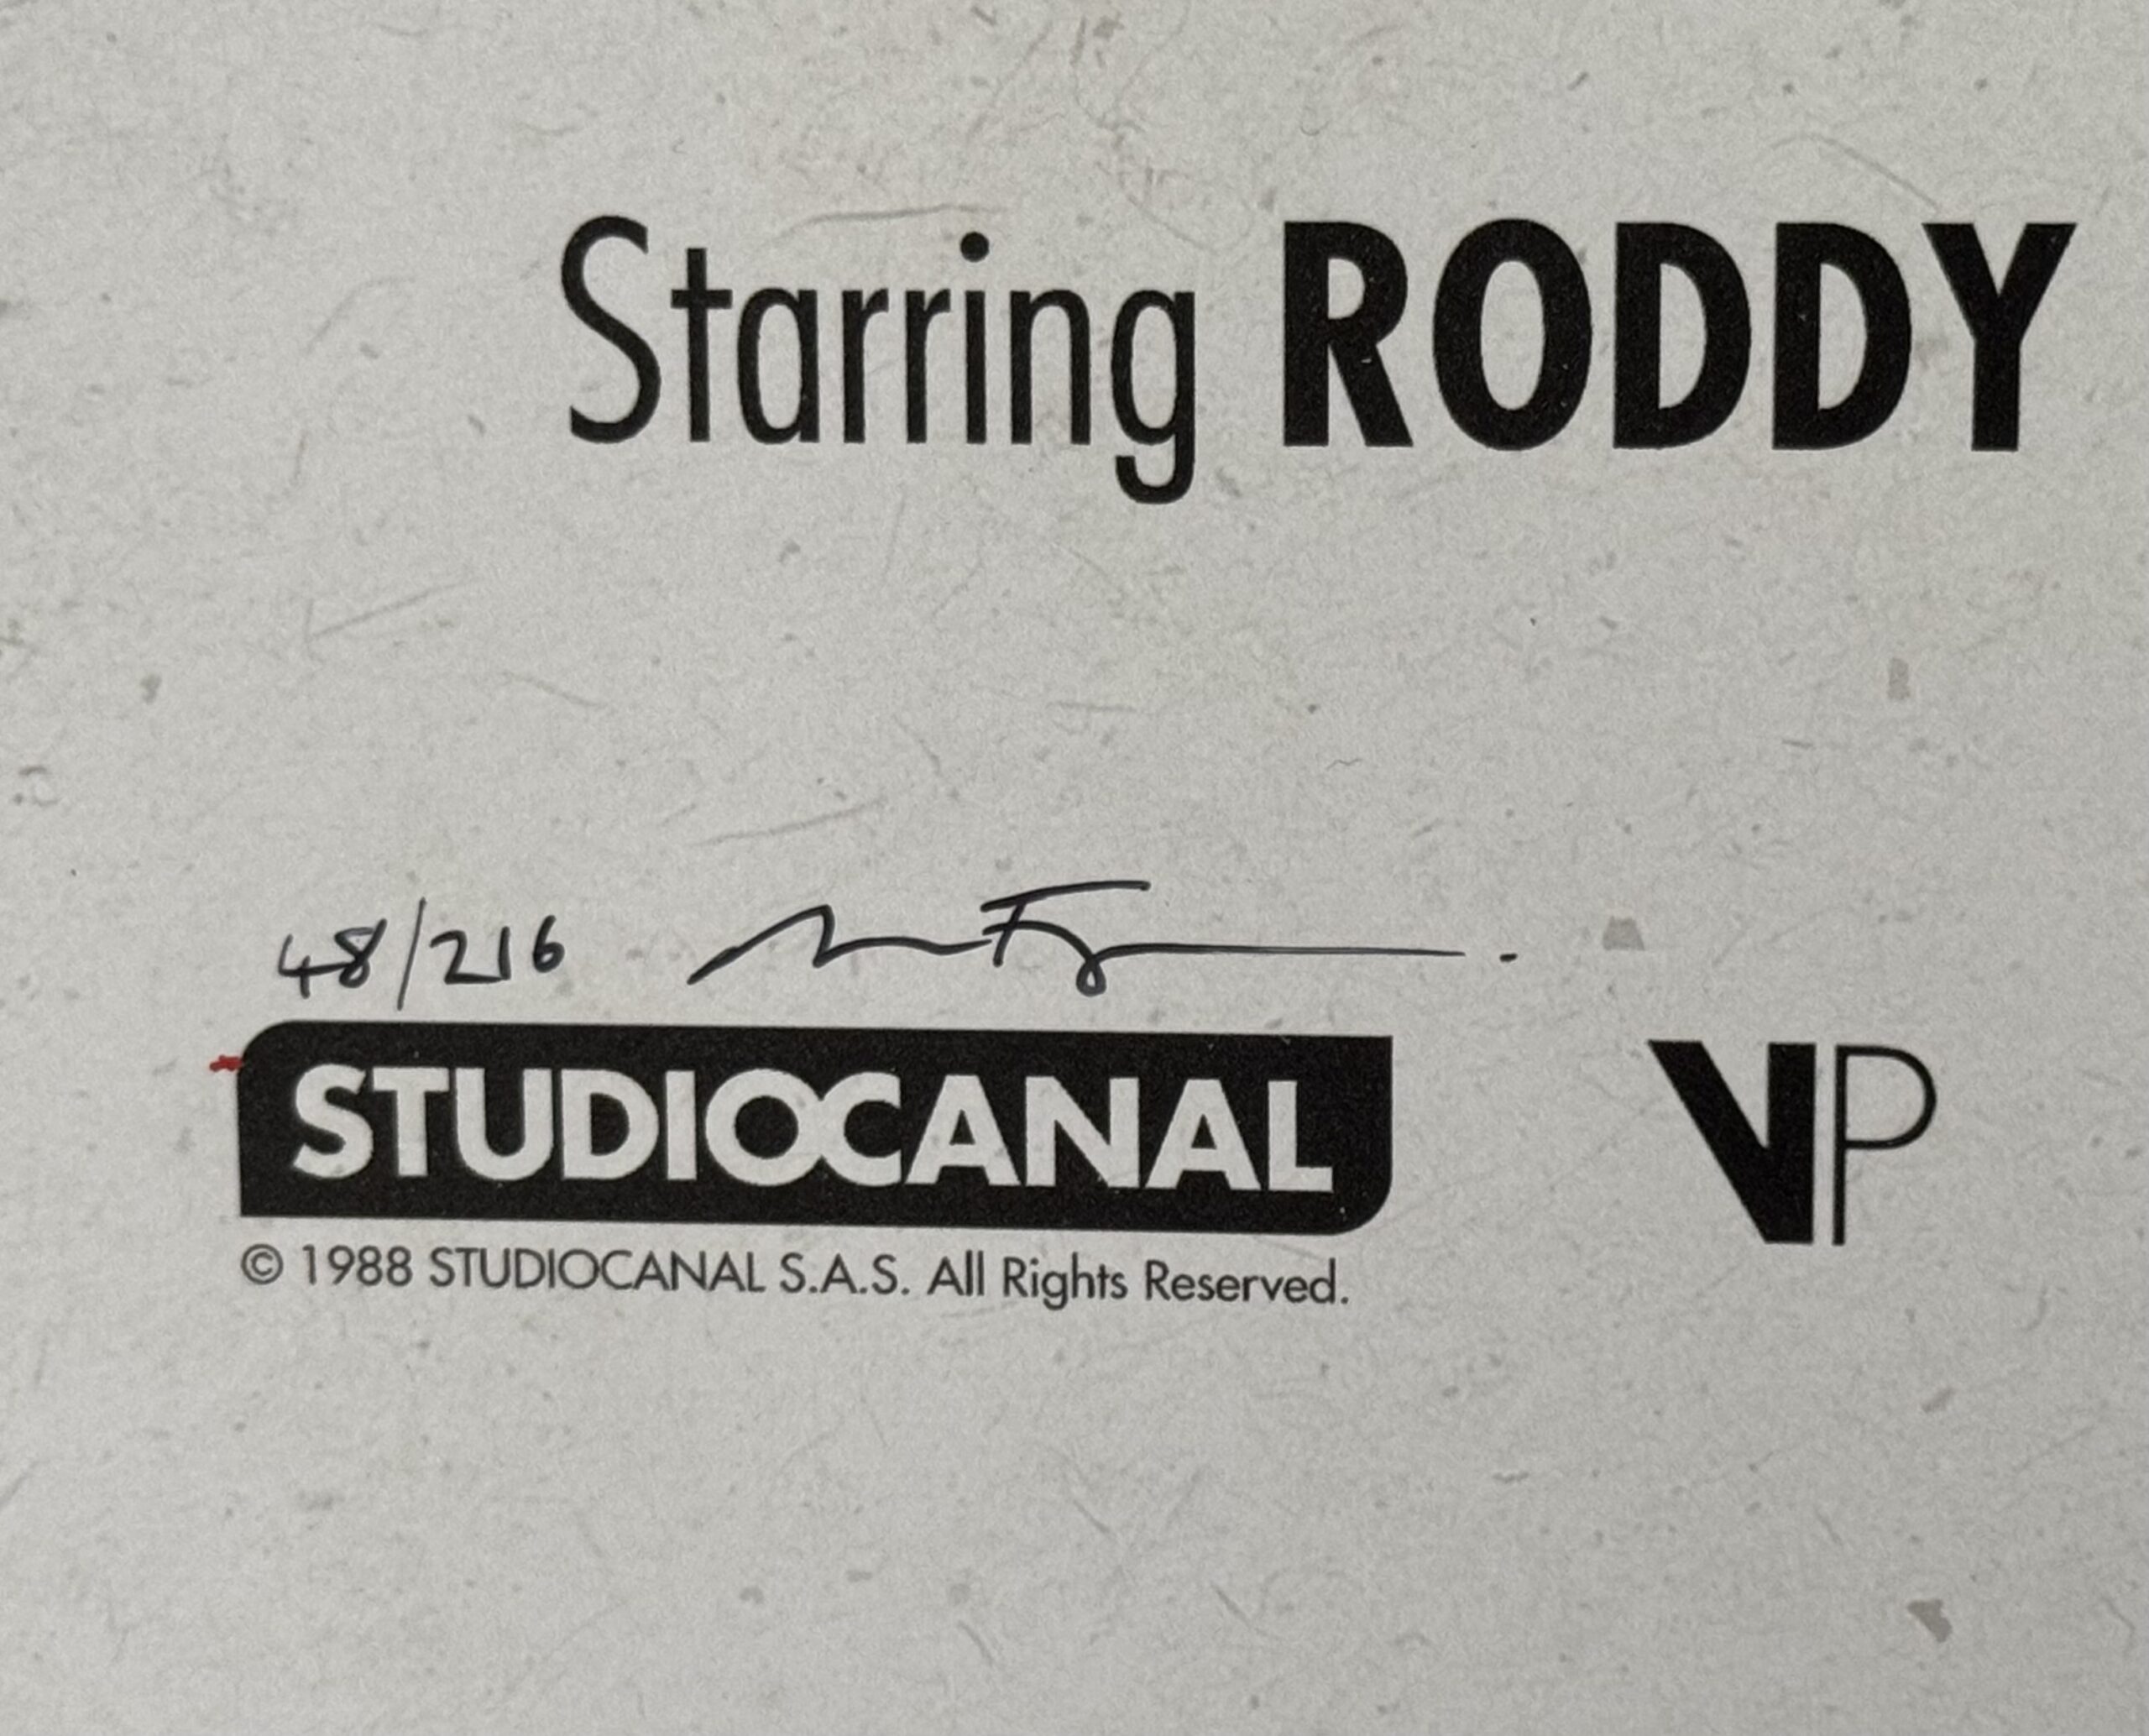 Starring RODDY
48/216
STUDIOCANAL
VP
© 1988 STUDIOCANAL S.A.S. All Rights Reserved.